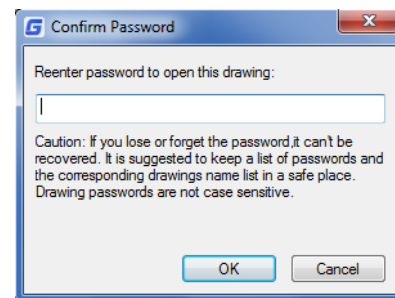 Confirm Password
Reenter password to open this drawing:
Caution: If you lose or forget the password,it can't be
recovered. It is suggested to keep a list of passwords and
the corresponding drawings name list in a safe place.
Drawing passwords are not case sensitive.
OK Cancel